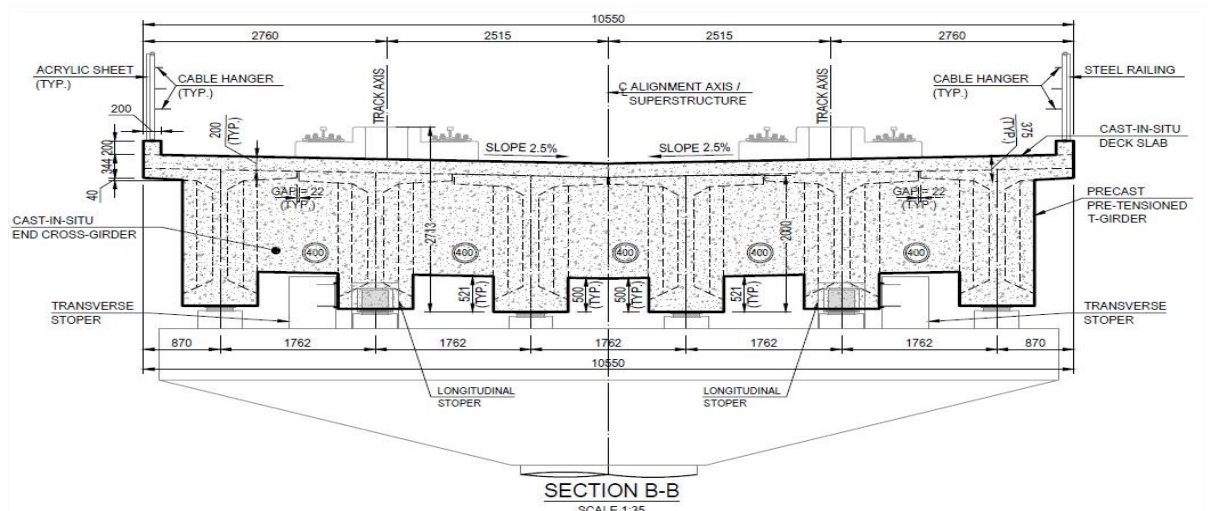 10550
2760
2515
2515
2760
ACRYLIC SHEET
(TYP.)
CABLE HANGER
(TYP.)
TRACK AXIS
℄ ALIGNMENT AXIS /
SUPERSTRUCTURE
TRACK AXIS
CABLE HANGER
(TYP.)
STEEL RAILING
200
200
(TYP.)
SLOPE 2.5%
SLOPE 2.5%
375
(TYP.)
CAST-IN-SITU
DECK SLAB
200
344
40
GAP = 22
(TYP.)
GAP = 22
(TYP.)
PRECAST
PRE-TENSIONED
T-GIRDER
CAST-IN-SITU
END CROSS-GIRDER
2713
2000
400
400
400
400
400
521
(TYP.)
500
(TYP.)
500
(TYP.)
521
(TYP.)
TRANSVERSE
STOPER
TRANSVERSE
STOPER
870
1762
1762
1762
1762
1762
870
10550
LONGITUDINAL
STOPER
LONGITUDINAL
STOPER
SECTION B-B
SCALE 1:35